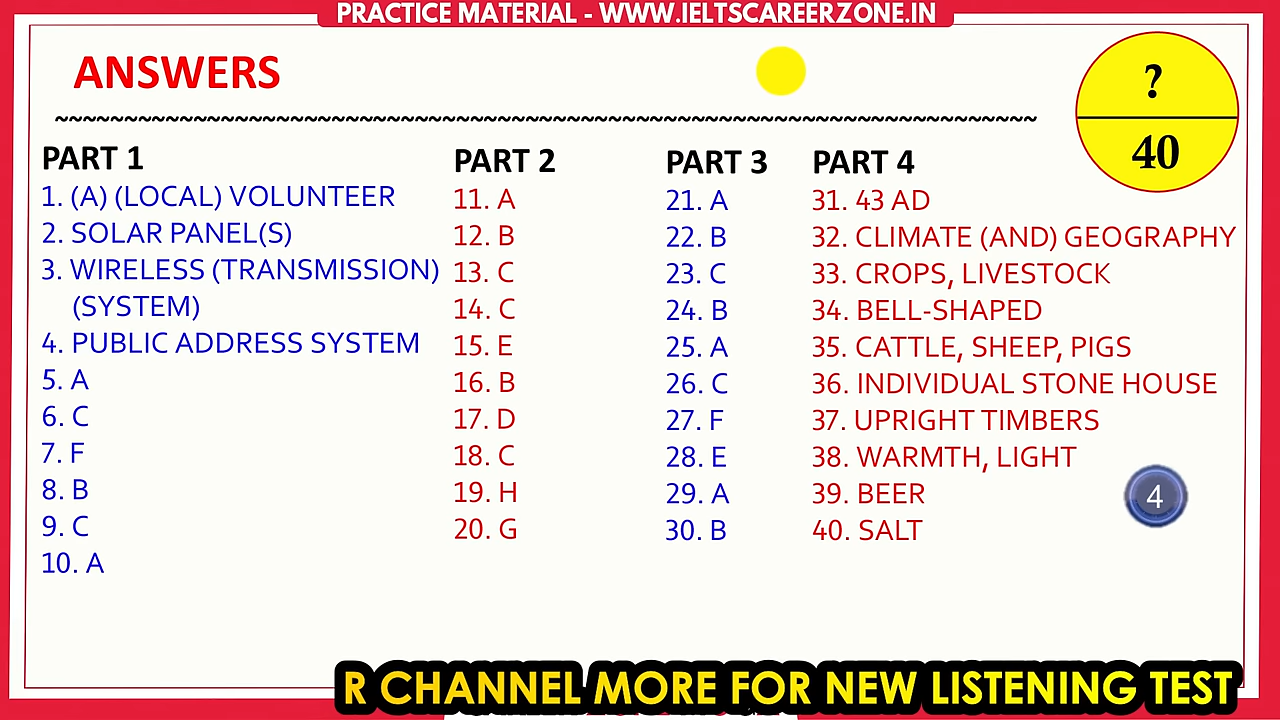 PRACTICE MATERIAL - WWW.IELTSCAREERZONE.IN
ANSWERS
?
40
~~~~~~~~~~~~~~~~~~~~~~~~~~~~~~~~~~~~~~~~~~~~~~~~~~~~~~~~~~~~~~~~~~~~~~
PART 1
1. (A) (LOCAL) VOLUNTEER
2. SOLAR PANEL(S)
3. WIRELESS (TRANSMISSION)
(SYSTEM)
4. PUBLIC ADDRESS SYSTEM
5. A
6. C
7. F
8. B
9. C
10. A
PART 2
11. A
12. B
13. C
14. C
15. E
16. B
17. D
18. C
19. H
20. G
PART 3
21. A
22. B
23. C
24. B
25. A
26. C
27. F
28. E
29. A
30. B
PART 4
31. 43 AD
32. CLIMATE (AND) GEOGRAPHY
33. CROPS, LIVESTOCK
34. BELL-SHAPED
35. CATTLE, SHEEP, PIGS
36. INDIVIDUAL STONE HOUSE
37. UPRIGHT TIMBERS
38. WARMTH, LIGHT
39. BEER
40. SALT
4
R CHANNEL MORE FOR NEW LISTENING TEST